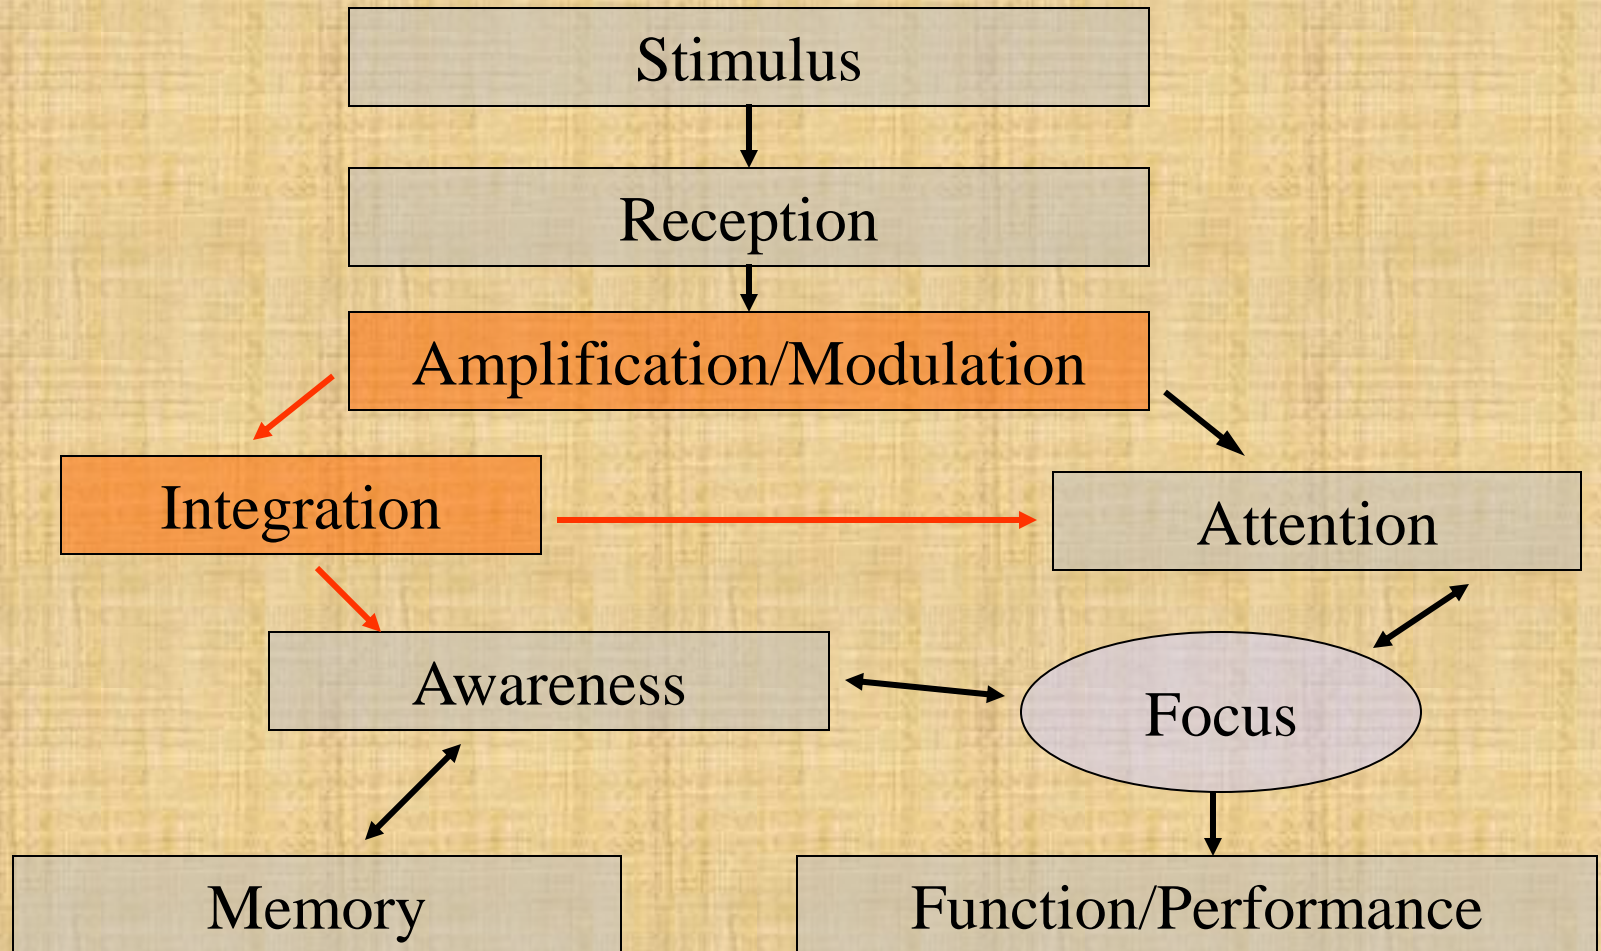 Stimulus
Reception
Amplification/Modulation
Integration
Attention
Awareness
Focus
Memory
Function/Performance